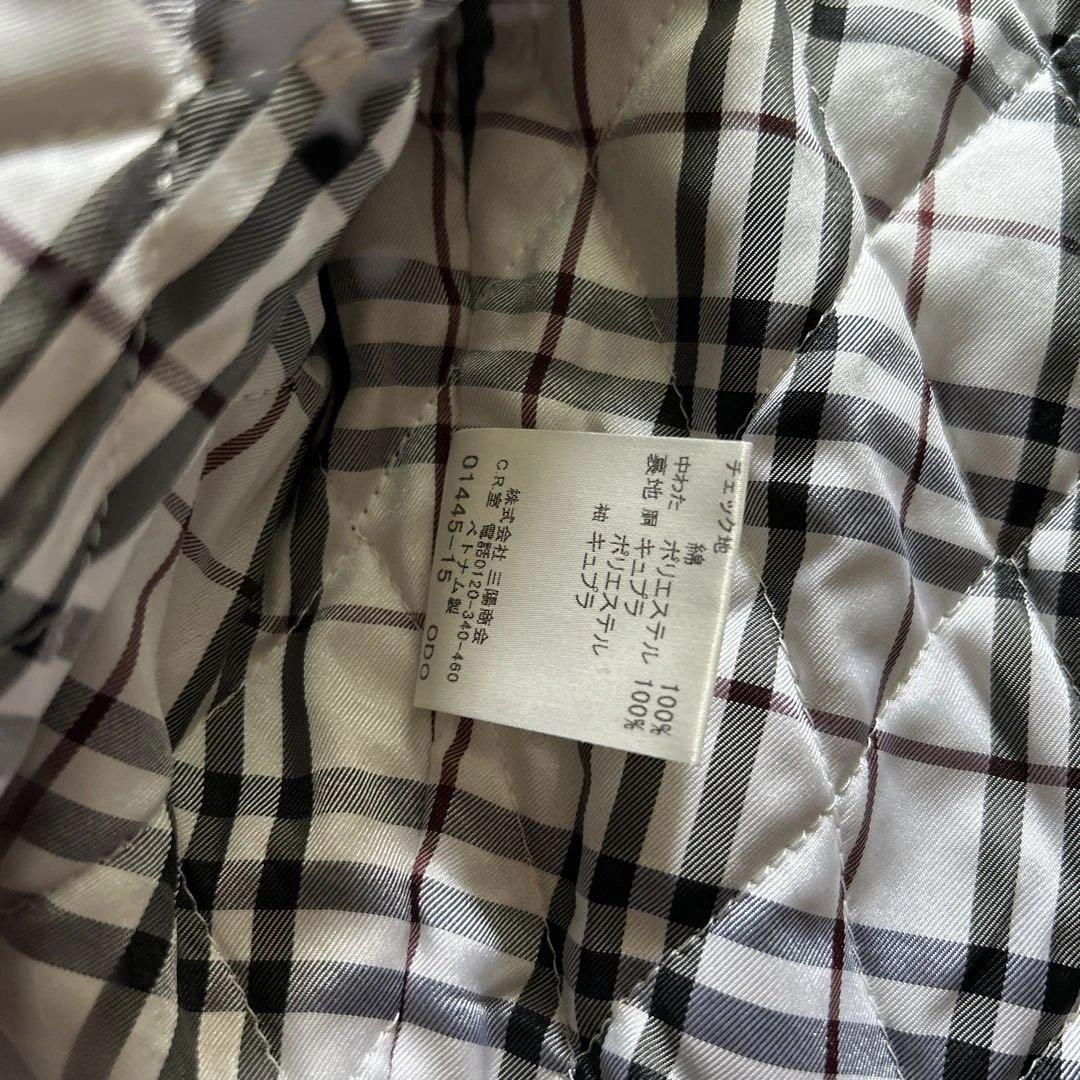 チェック地
綿 100%
中わた ポリエステル 100%
裏地 胴 キュプラ
ポリエステル
袖 キュプラ
株式会社 三陽商会
C.R.室 電話0120-340-460
01445-15 ベトナム製
ODO